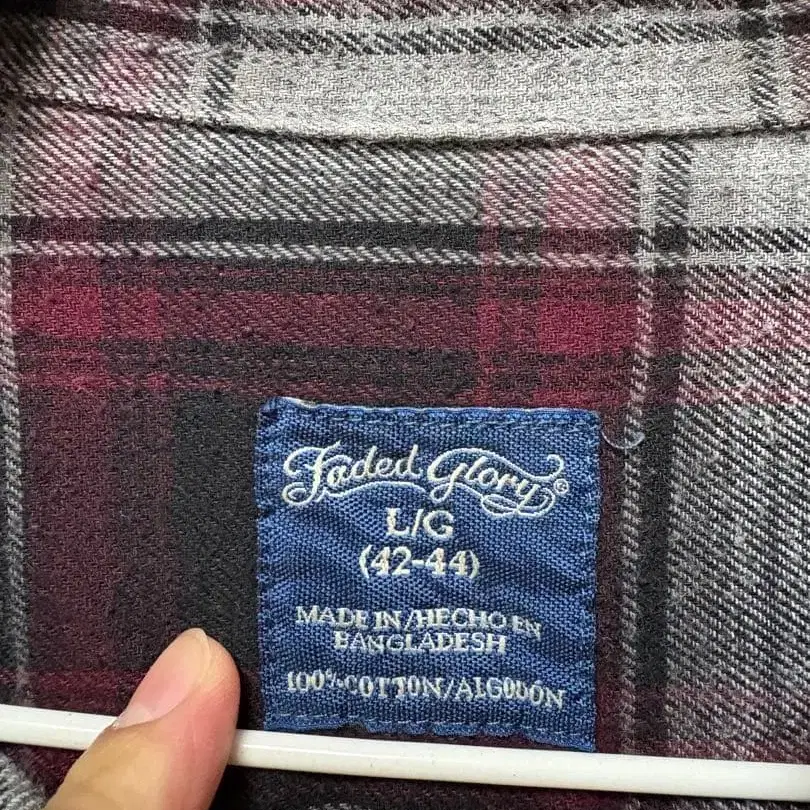 Faded Glory®
L/G
(42-44)
MADE IN/HECHO EN
BANGLADESH
100% COTTON/ALGODÓN